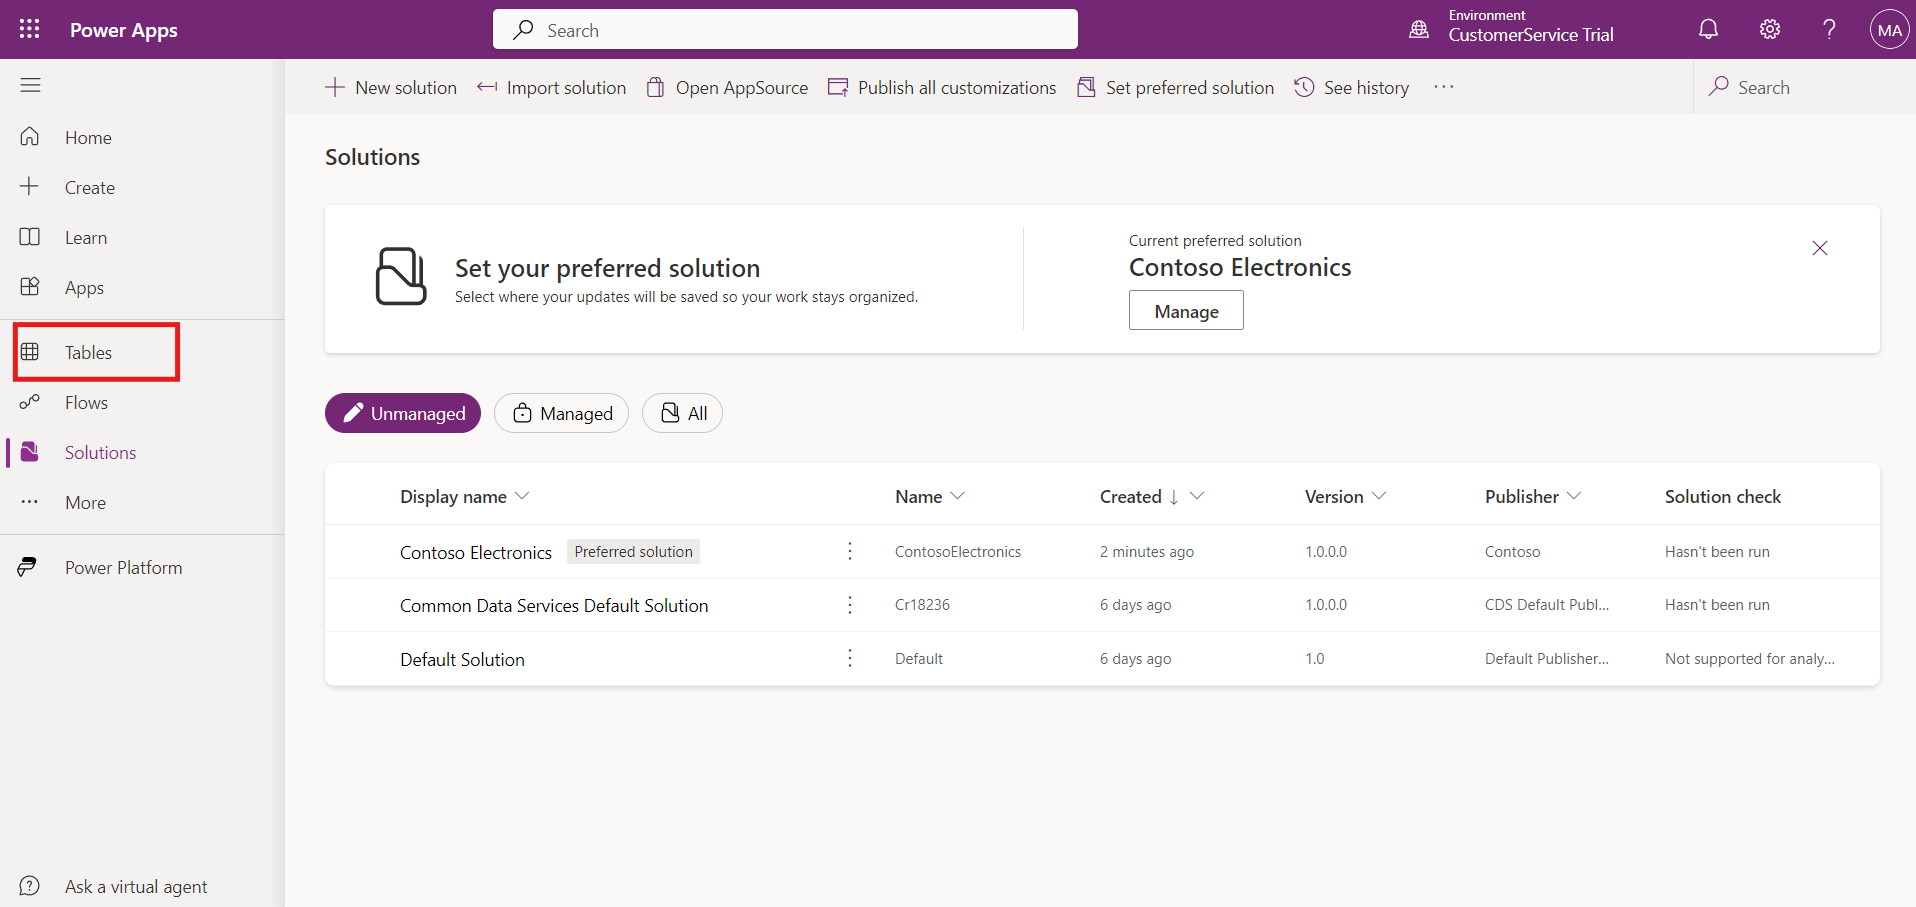 Power Apps
Search
Environment
CustomerService Trial
?
MA
New solution
Import solution
Open AppSource
Publish all customizations
Set preferred solution
See history
...
Search
Home
Create
Learn
Apps
Tables
Flows
Solutions
More
Power Platform
Ask a virtual agent
Solutions
Set your preferred solution
Select where your updates will be saved so your work stays organized.
Current preferred solution
Contoso Electronics
Manage
Unmanaged
Managed
All
Display name Name Created Version Publisher Solution check
Contoso Electronics Preferred solution ContosoElectronics 2 minutes ago 1.0.0.0 Contoso Hasn't been run
Common Data Services Default Solution Cr18236 6 days ago 1.0.0.0 CDS Default Publ... Hasn't been run
Default Solution Default 6 days ago 1.0 Default Publisher... Not supported for analy...